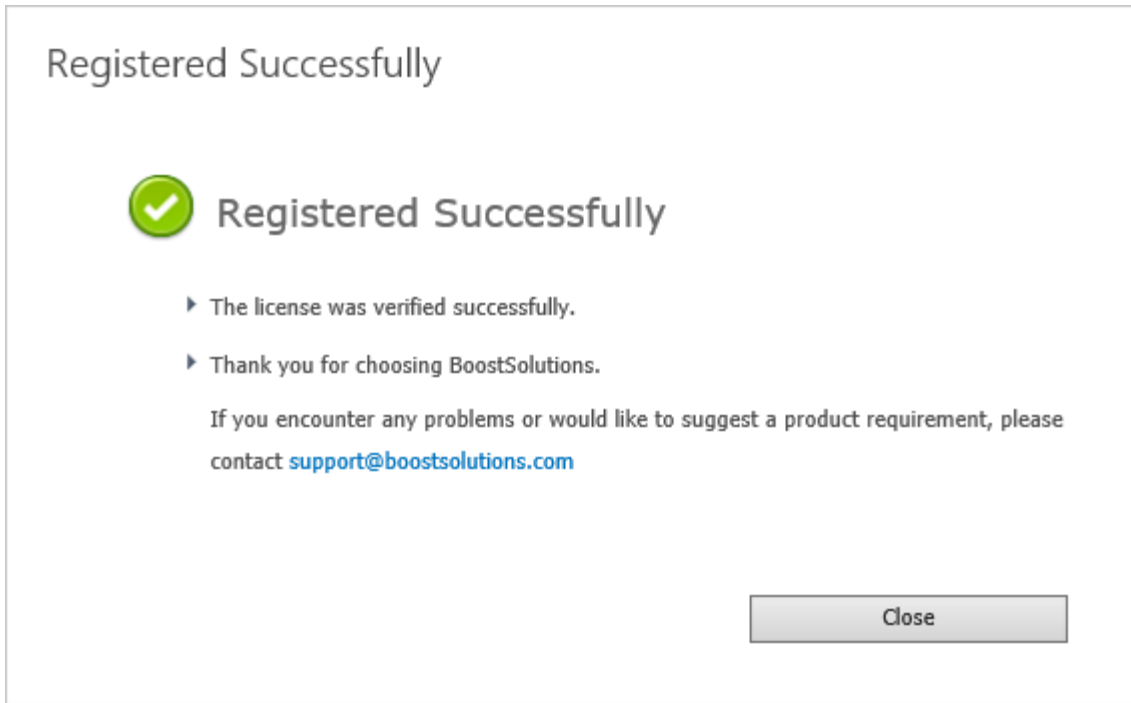 Registered Successfully
Registered Successfully
The license was verified successfully.
Thank you for choosing BoostSolutions.
If you encounter any problems or would like to suggest a product requirement, please
contact support@boostsolutions.com
Close